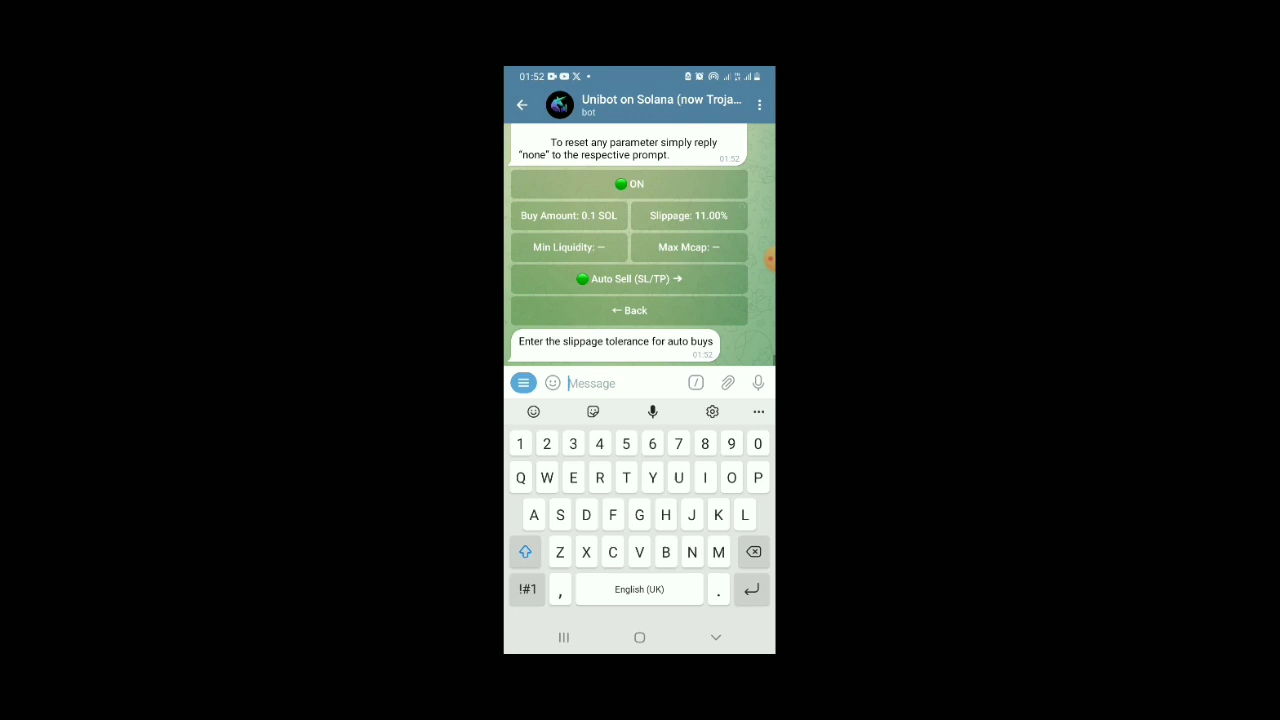 01:52
Unibot on Solana (now Troja...
bot
To reset any parameter simply reply
“none” to the respective prompt.
01:52
ON
Buy Amount: 0.1 SOL
Slippage: 11.00%
Min Liquidity: —
Max Mcap: —
Auto Sell (SL/TP) →
← Back
Enter the slippage tolerance for auto buys
01:52
Message
1 2 3 4 5 6 7 8 9 0
Q W E R T Y U I O P
A S D F G H J K L
Z X C V B N M
!#1 , English (UK) .